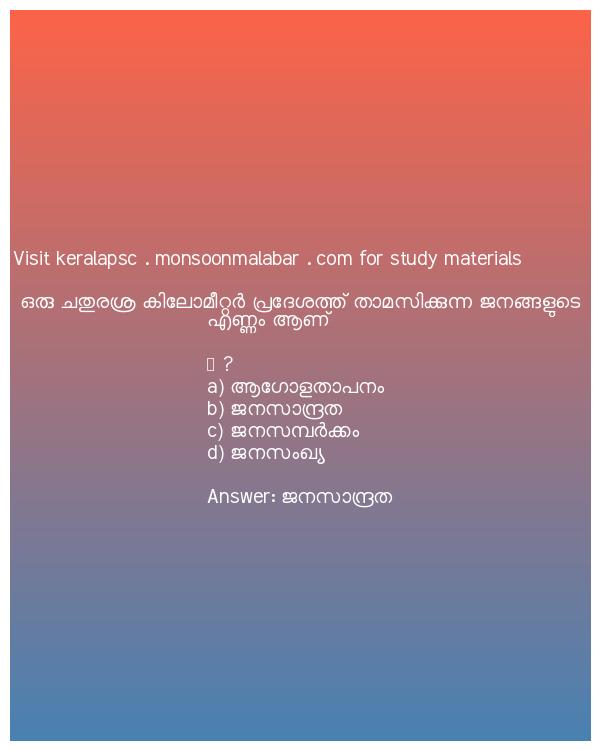 Visit keralapsc . monsoonmalabar . com for study materials
ഒരു ചതുരശ്ര കിലോമീറ്റർ പ്രദേശത്ത് താമസിക്കുന്ന ജനങ്ങളുടെ
എണ്ണം ആണ്
?
a) ആഗോളതാപനം
b) ജനസാന്ദ്രത
c) ജനസമ്പർക്കം
d) ജനസംഖ്യ
Answer: ജനസാന്ദ്രത